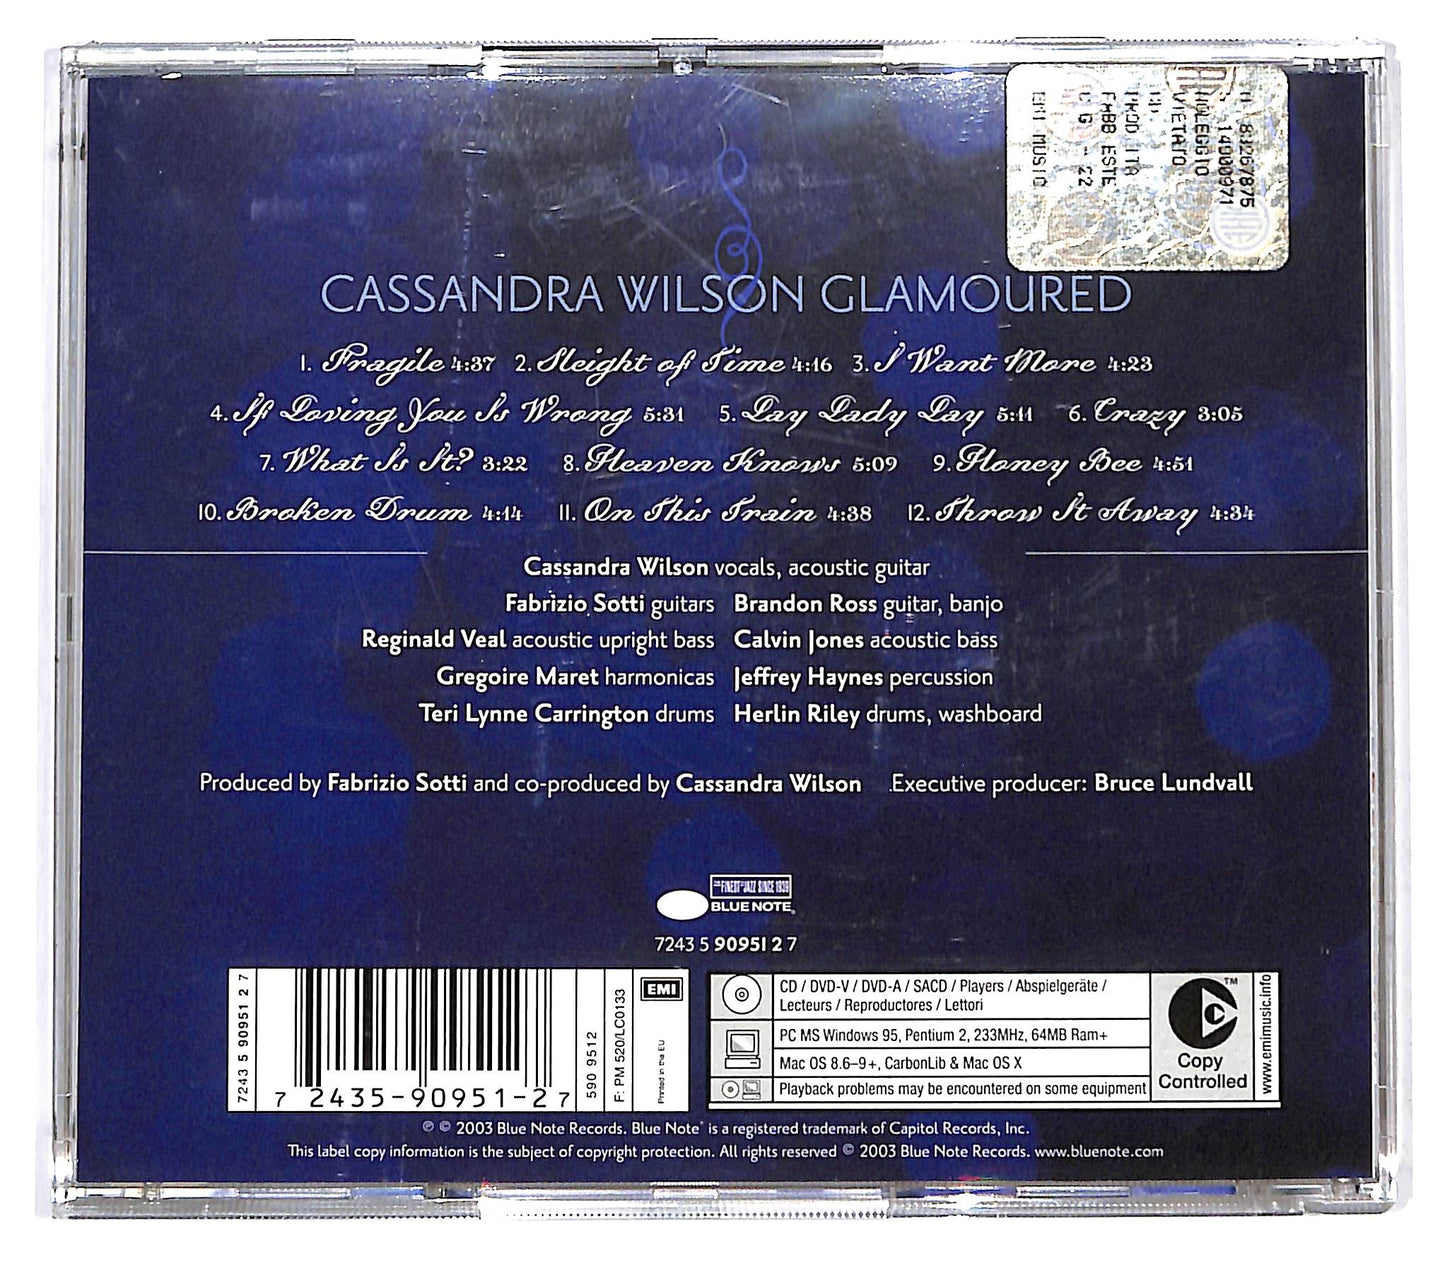 CASSANDRA WILSON GLAMOURED
1. Fragile 4:37 2. Sleight of Time 4:16 3. I Want More 4:23
4. If Loving You Is Wrong 5:31 5. Lay Lady Lay 5:11 6. Crazy 3:05
7. What Is It? 3:22 8. Heaven Knows 5:09 9. Honey Bee 4:51
10. Broken Drum 4:14 11. On This Train 4:38 12. Throw It Away 4:34
Cassandra Wilson vocals, acoustic guitar
Fabrizio Sotti guitars Brandon Ross guitar, banjo
Reginald Veal acoustic upright bass Calvin Jones acoustic bass
Gregoire Maret harmonicas Jeffrey Haynes percussion
Teri Lynne Carrington drums Herlin Riley drums, washboard
Produced by Fabrizio Sotti and co-produced by Cassandra Wilson Executive producer: Bruce Lundvall
THE FINEST IN JAZZ SINCE 1939
BLUE NOTE®
7243 5 90951 2 7
7243 5 90951 2 7
7 2435-90951-2 7
590 9512
F: PM 520/LC0133
EMI
Printed in the EU
CD / DVD-V / DVD-A / SACD / Players / Abspielgeräte /
Lecteurs / Reproductores / Lettori
PC MS Windows 95, Pentium 2, 233MHz, 64MB Ram+
Mac OS 8.6–9+, CarbonLib & Mac OS X
Playback problems may be encountered on some equipment
TM
Copy
Controlled
www.emimusic.info
℗ © 2003 Blue Note Records. Blue Note® is a registered trademark of Capitol Records, Inc.
This label copy information is the subject of copyright protection. All rights reserved © 2003 Blue Note Records. www.bluenote.com
83267875
14D00971
NOLEGGIO
VIETATO
EMI MUSIC